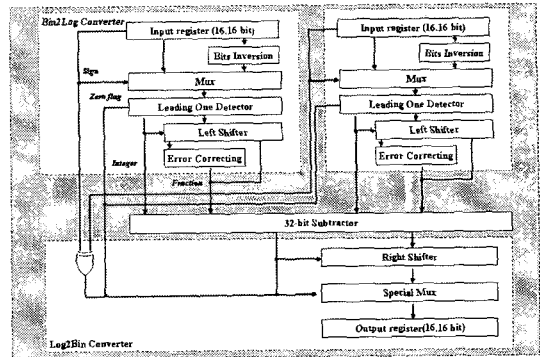 Bin2Log Converter
Input register (16,16 bit)
Bits Inversion
Sign
Mux
Zero flag
Leading One Detector
Left Shifter
Integer
Error Correcting
Fraction
Input register (16,16 bit)
Bits Inversion
Mux
Leading One Detector
Left Shifter
Error Correcting
32-bit Subtractor
Right Shifter
Special Mux
Output register(16,16 bit)
Log2Bin Converter